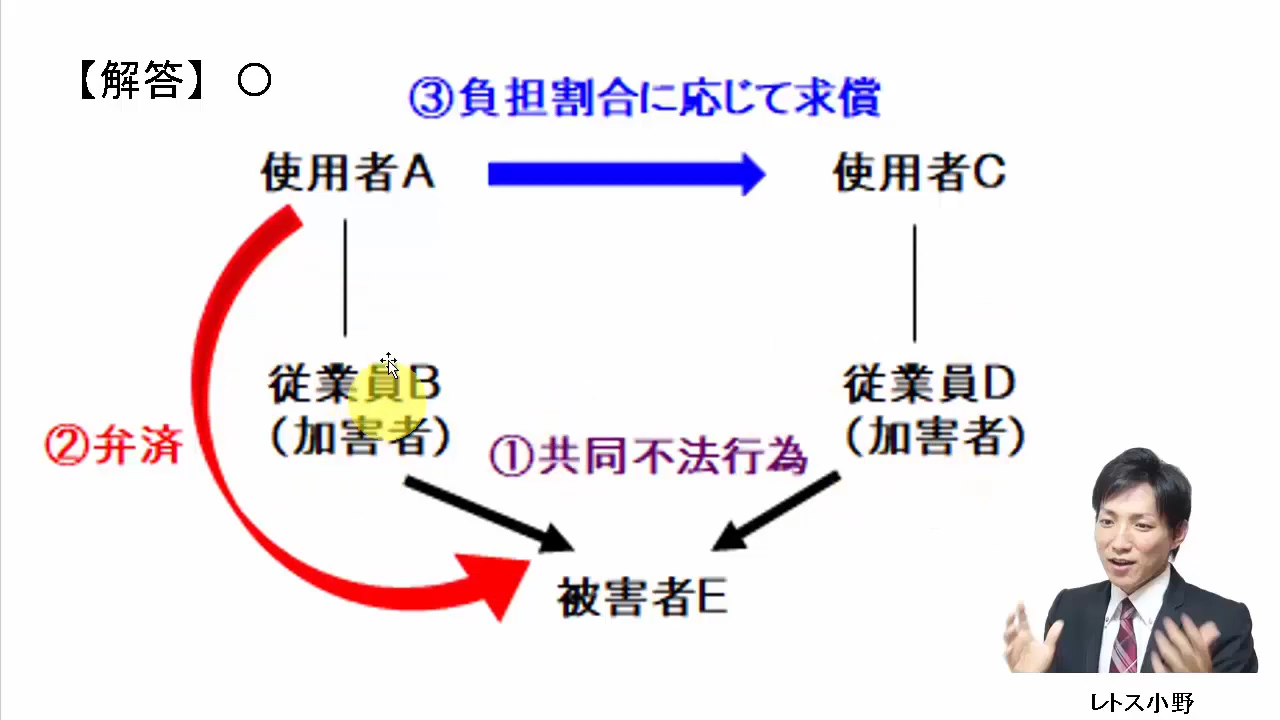 【解答】 ○
③負担割合に応じて求償
使用者A
使用者C
従業員B
(加害者)
従業員D
(加害者)
②弁済
①共同不法行為
被害者E
レトス小野